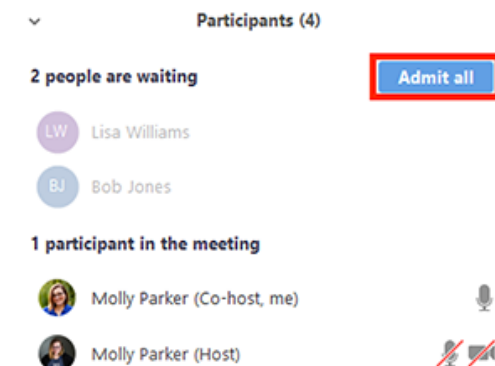 Participants (4)
2 people are waiting
Admit all
LW Lisa Williams
BJ Bob Jones
1 participant in the meeting
Molly Parker (Co-host, me)
Molly Parker (Host)